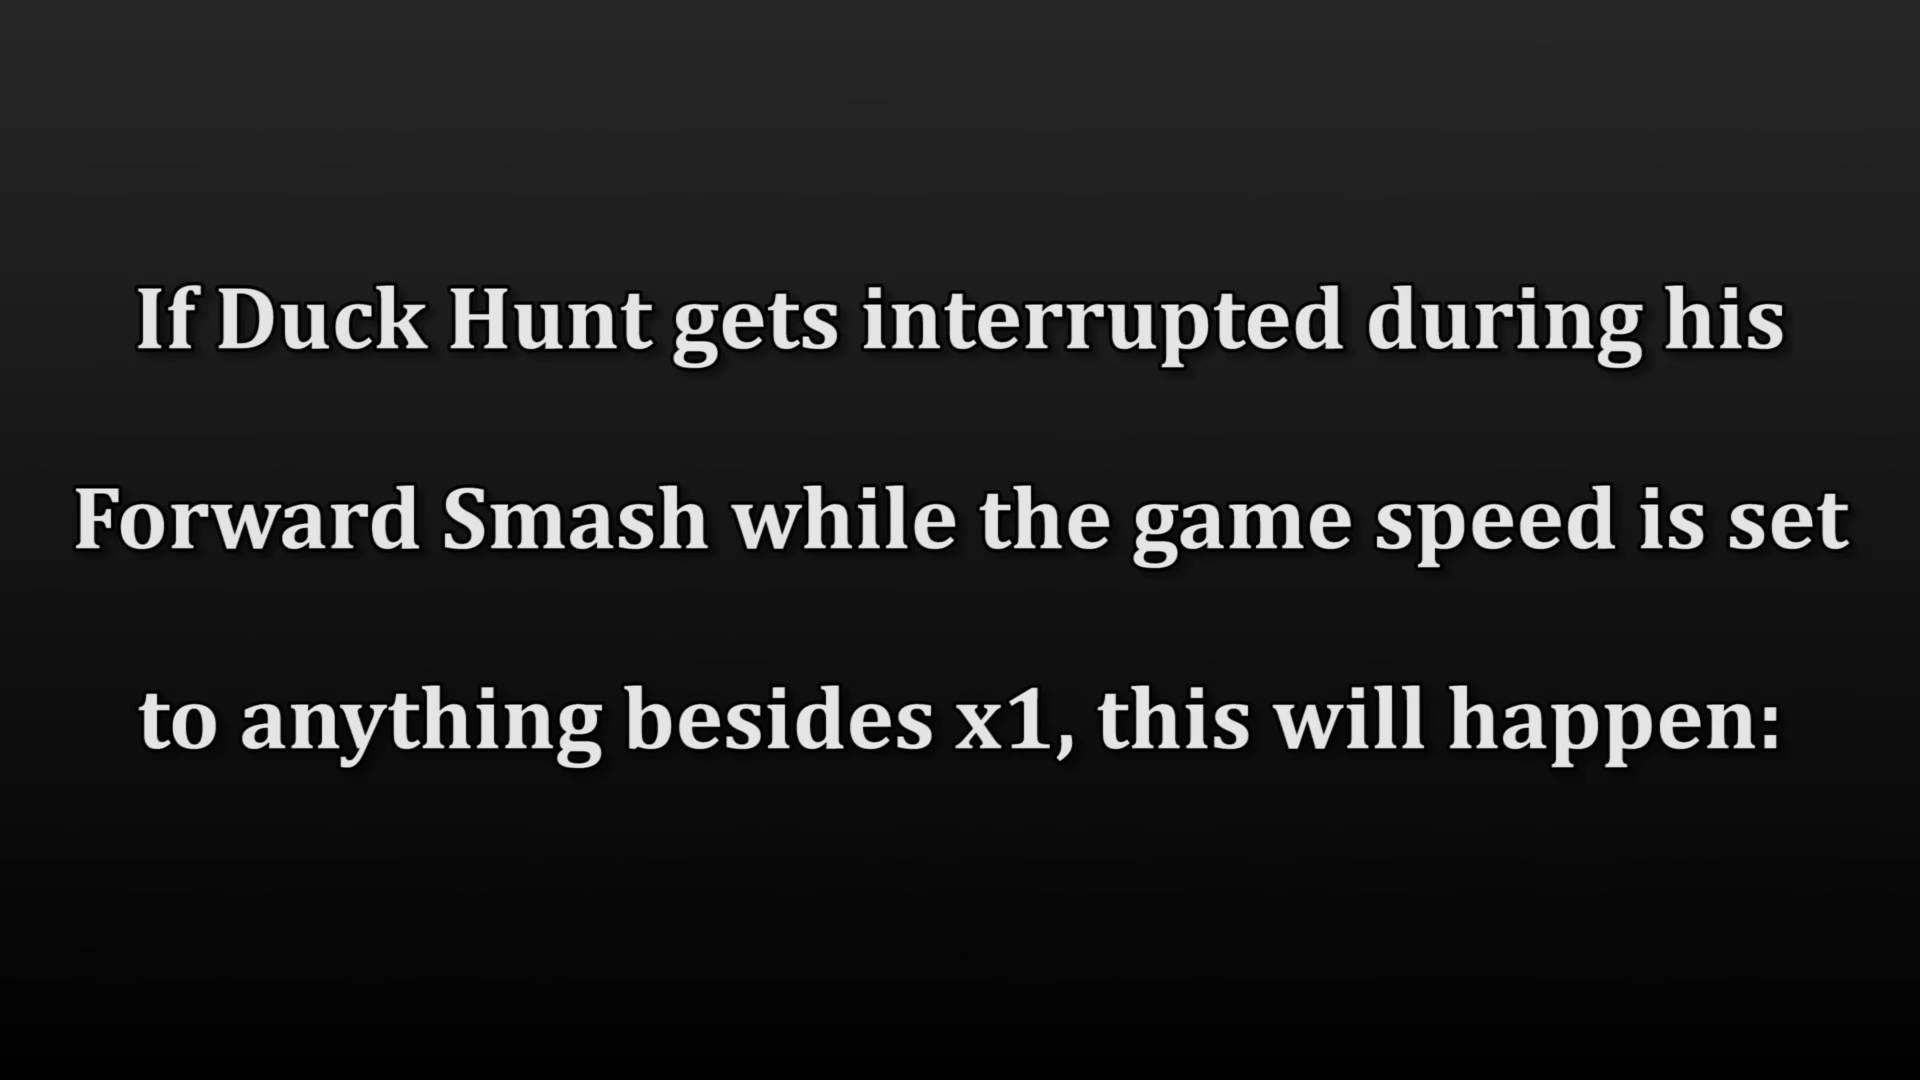 If Duck Hunt gets interrupted during his
Forward Smash while the game speed is set
to anything besides x1, this will happen: